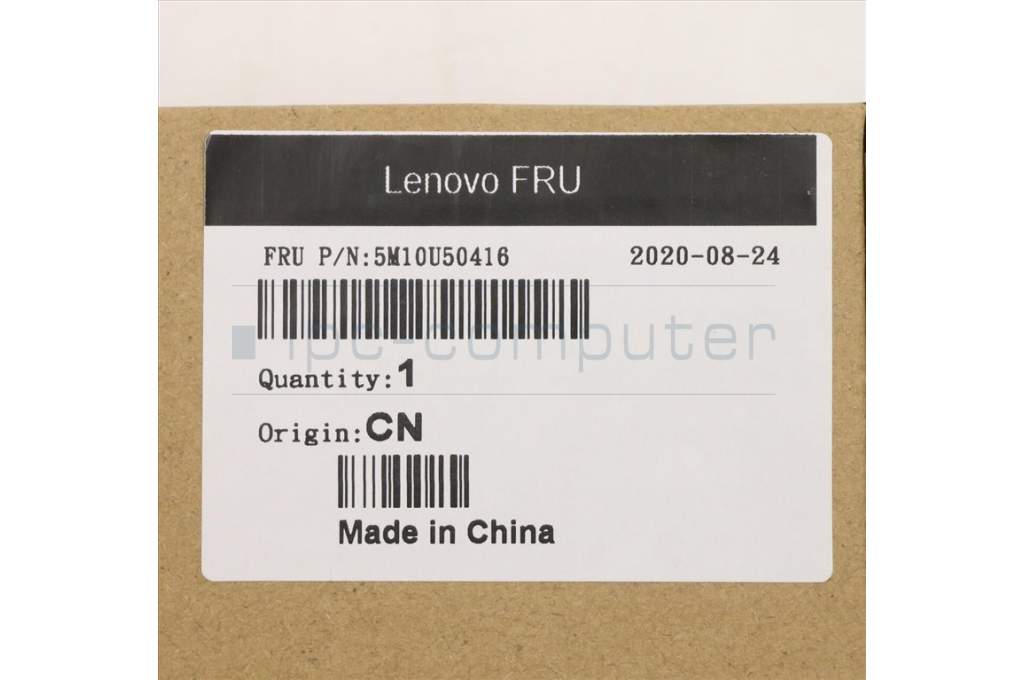 Lenovo FRU
FRU P/N:5M10U50416 2020-08-24
ipc-computer
Quantity:1
Origin:CN
Made in China